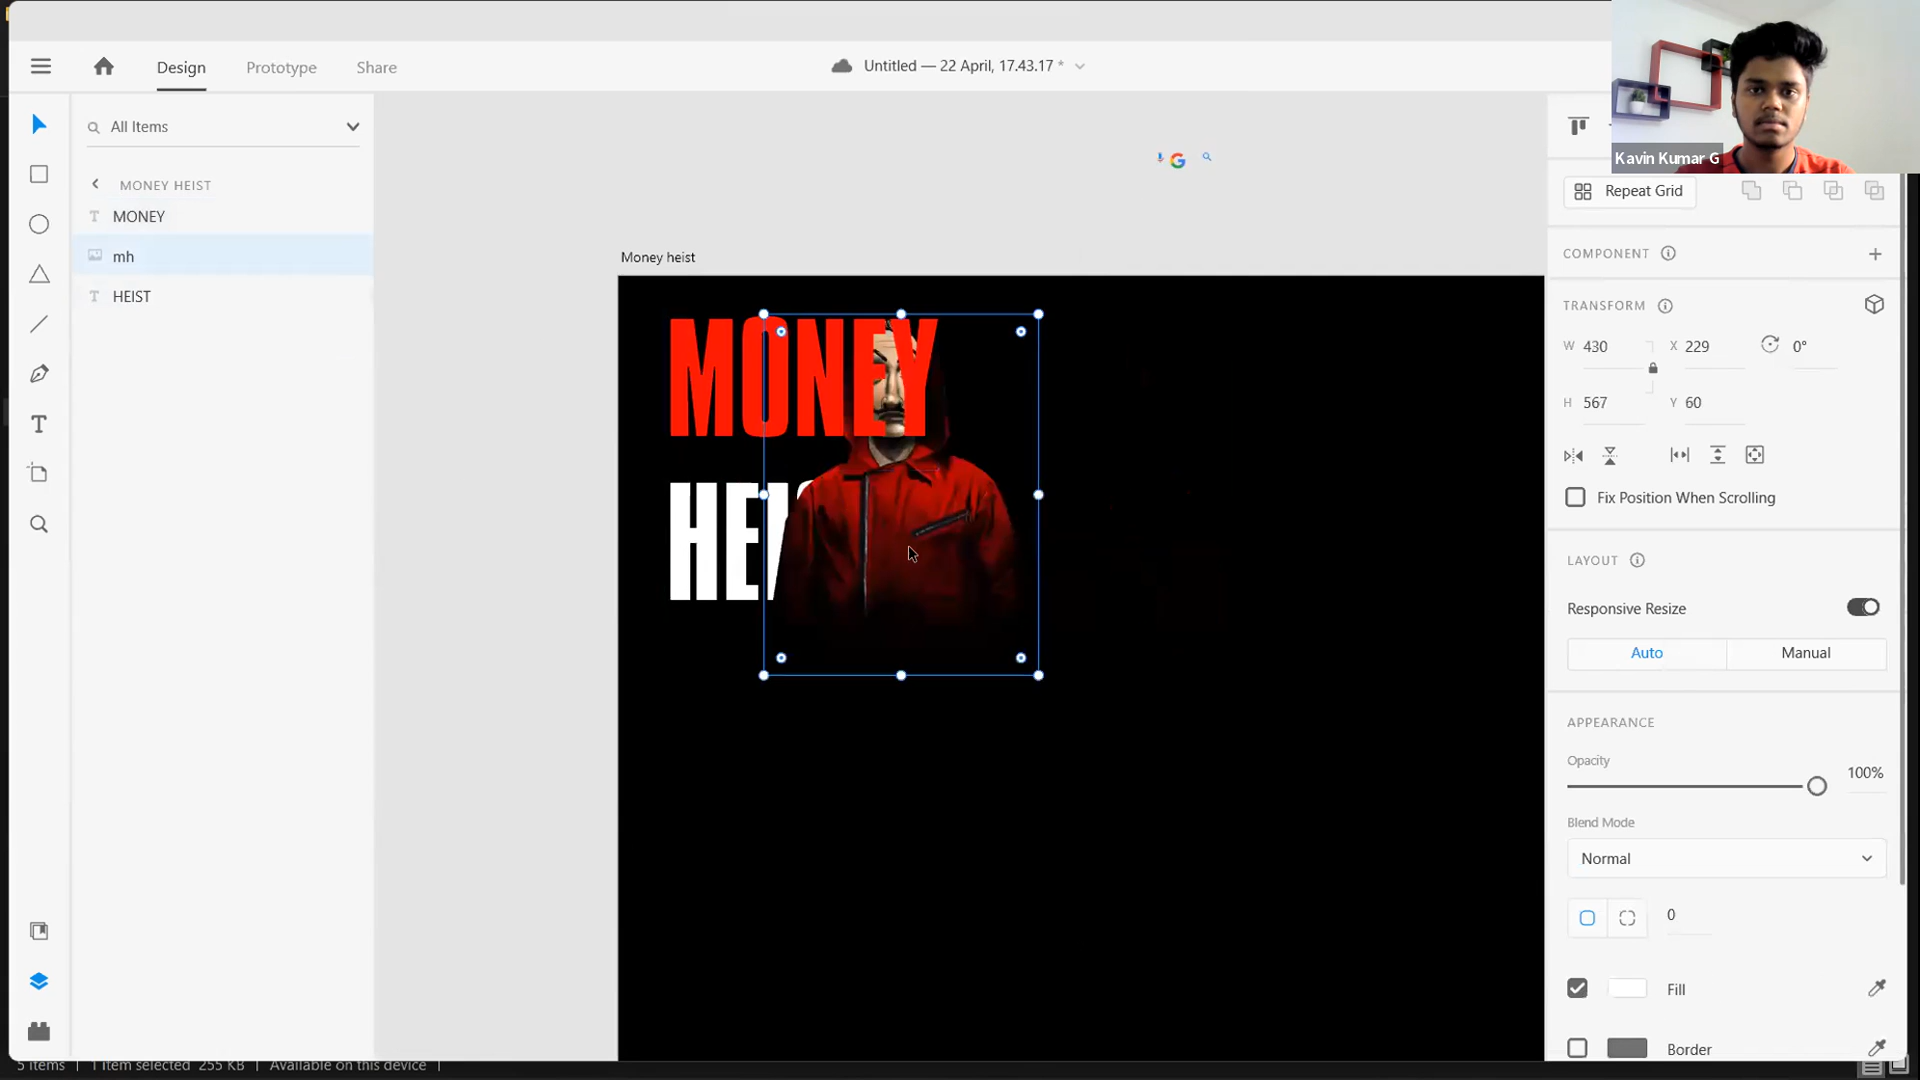 Design
Prototype
Share
Untitled — 22 April, 17.43.17 *
Kavin Kumar G
All Items
MONEY HEIST
T MONEY
mh
T HEIST
T
G
Money heist
MONEY
HEI
Repeat Grid
COMPONENT
TRANSFORM
W 430
X 229
0°
H 567
Y 60
Fix Position When Scrolling
LAYOUT
Responsive Resize
Auto
Manual
APPEARANCE
Opacity
100%
Blend Mode
Normal
0
Fill
Border
5 items
1 item selected 255 KB
Available on this device